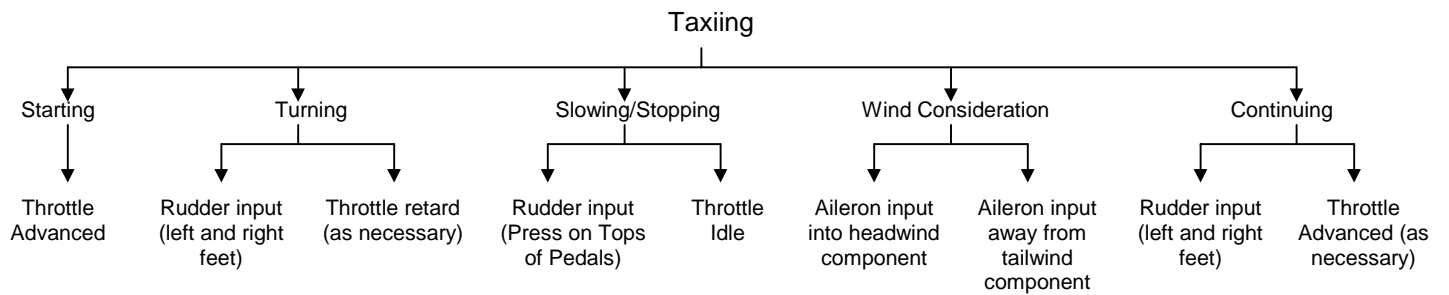 Taxiing
Starting
Turning
Slowing/Stopping
Wind Consideration
Continuing
Throttle
Advanced
Rudder input
(left and right
feet)
Throttle retard
(as necessary)
Rudder input
(Press on Tops
of Pedals)
Throttle
Idle
Aileron input
into headwind
component
Aileron input
away from
tailwind
component
Rudder input
(left and right
feet)
Throttle
Advanced (as
necessary)